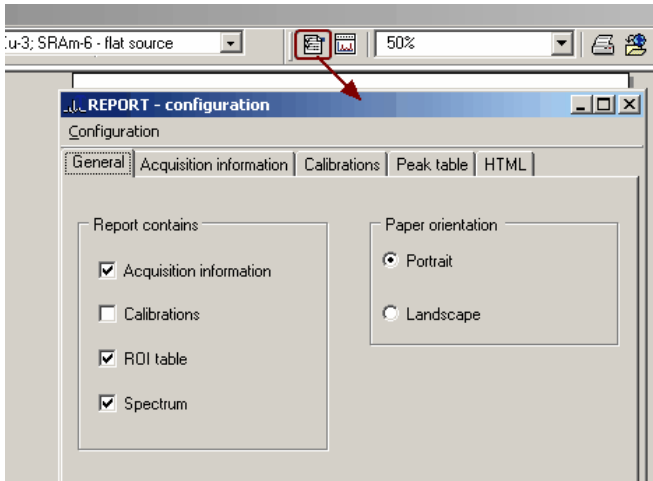 Cu-3; SRAm-6 - flat source
50%
REPORT - configuration
Configuration
General
Acquisition information
Calibrations
Peak table
HTML
Report contains
Acquisition information
Calibrations
ROI table
Spectrum
Paper orientation
Portrait
Landscape